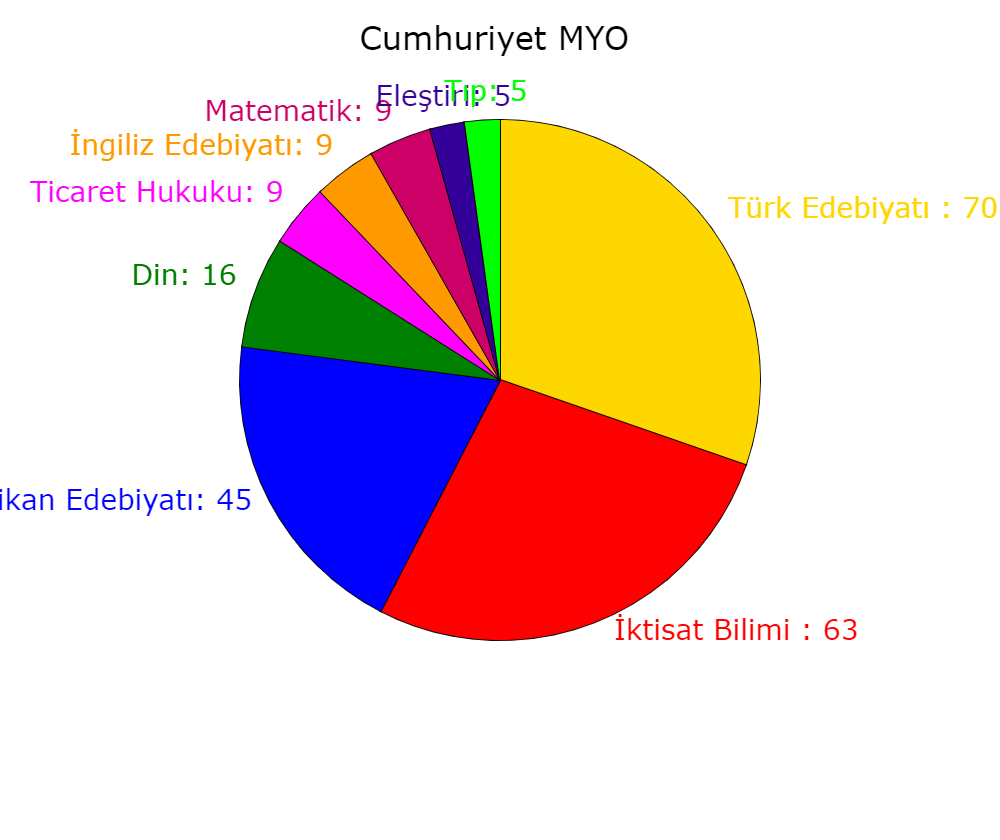 Cumhuriyet MYO
Tıp: 5
Eleştiri: 5
Matematik: 9
İngiliz Edebiyatı: 9
Ticaret Hukuku: 9
Türk Edebiyatı : 70
Din: 16
ikan Edebiyatı: 45
İktisat Bilimi : 63